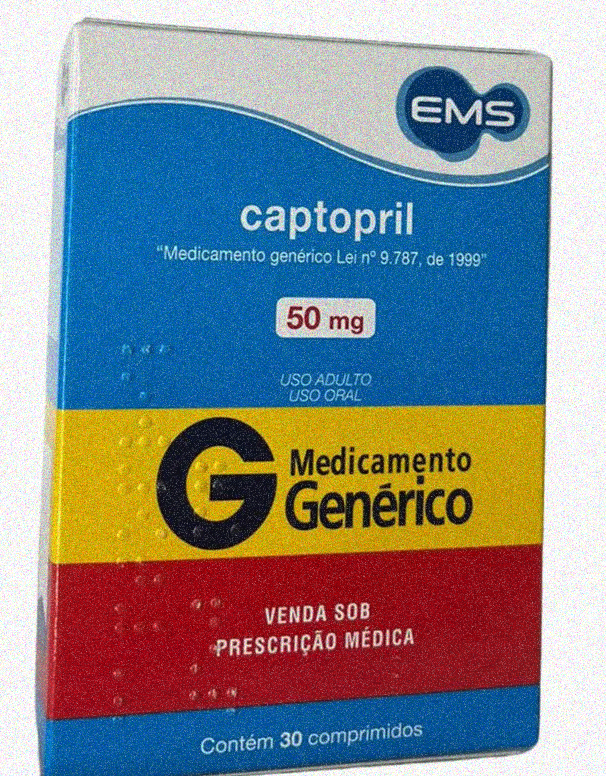 EMS
captopril
"Medicamento genérico Lei nº 9.787, de 1999"
50 mg
USO ADULTO
USO ORAL
G Medicamento
Genérico
VENDA SOB
PRESCRIÇÃO MÉDICA
Contém 30 comprimidos